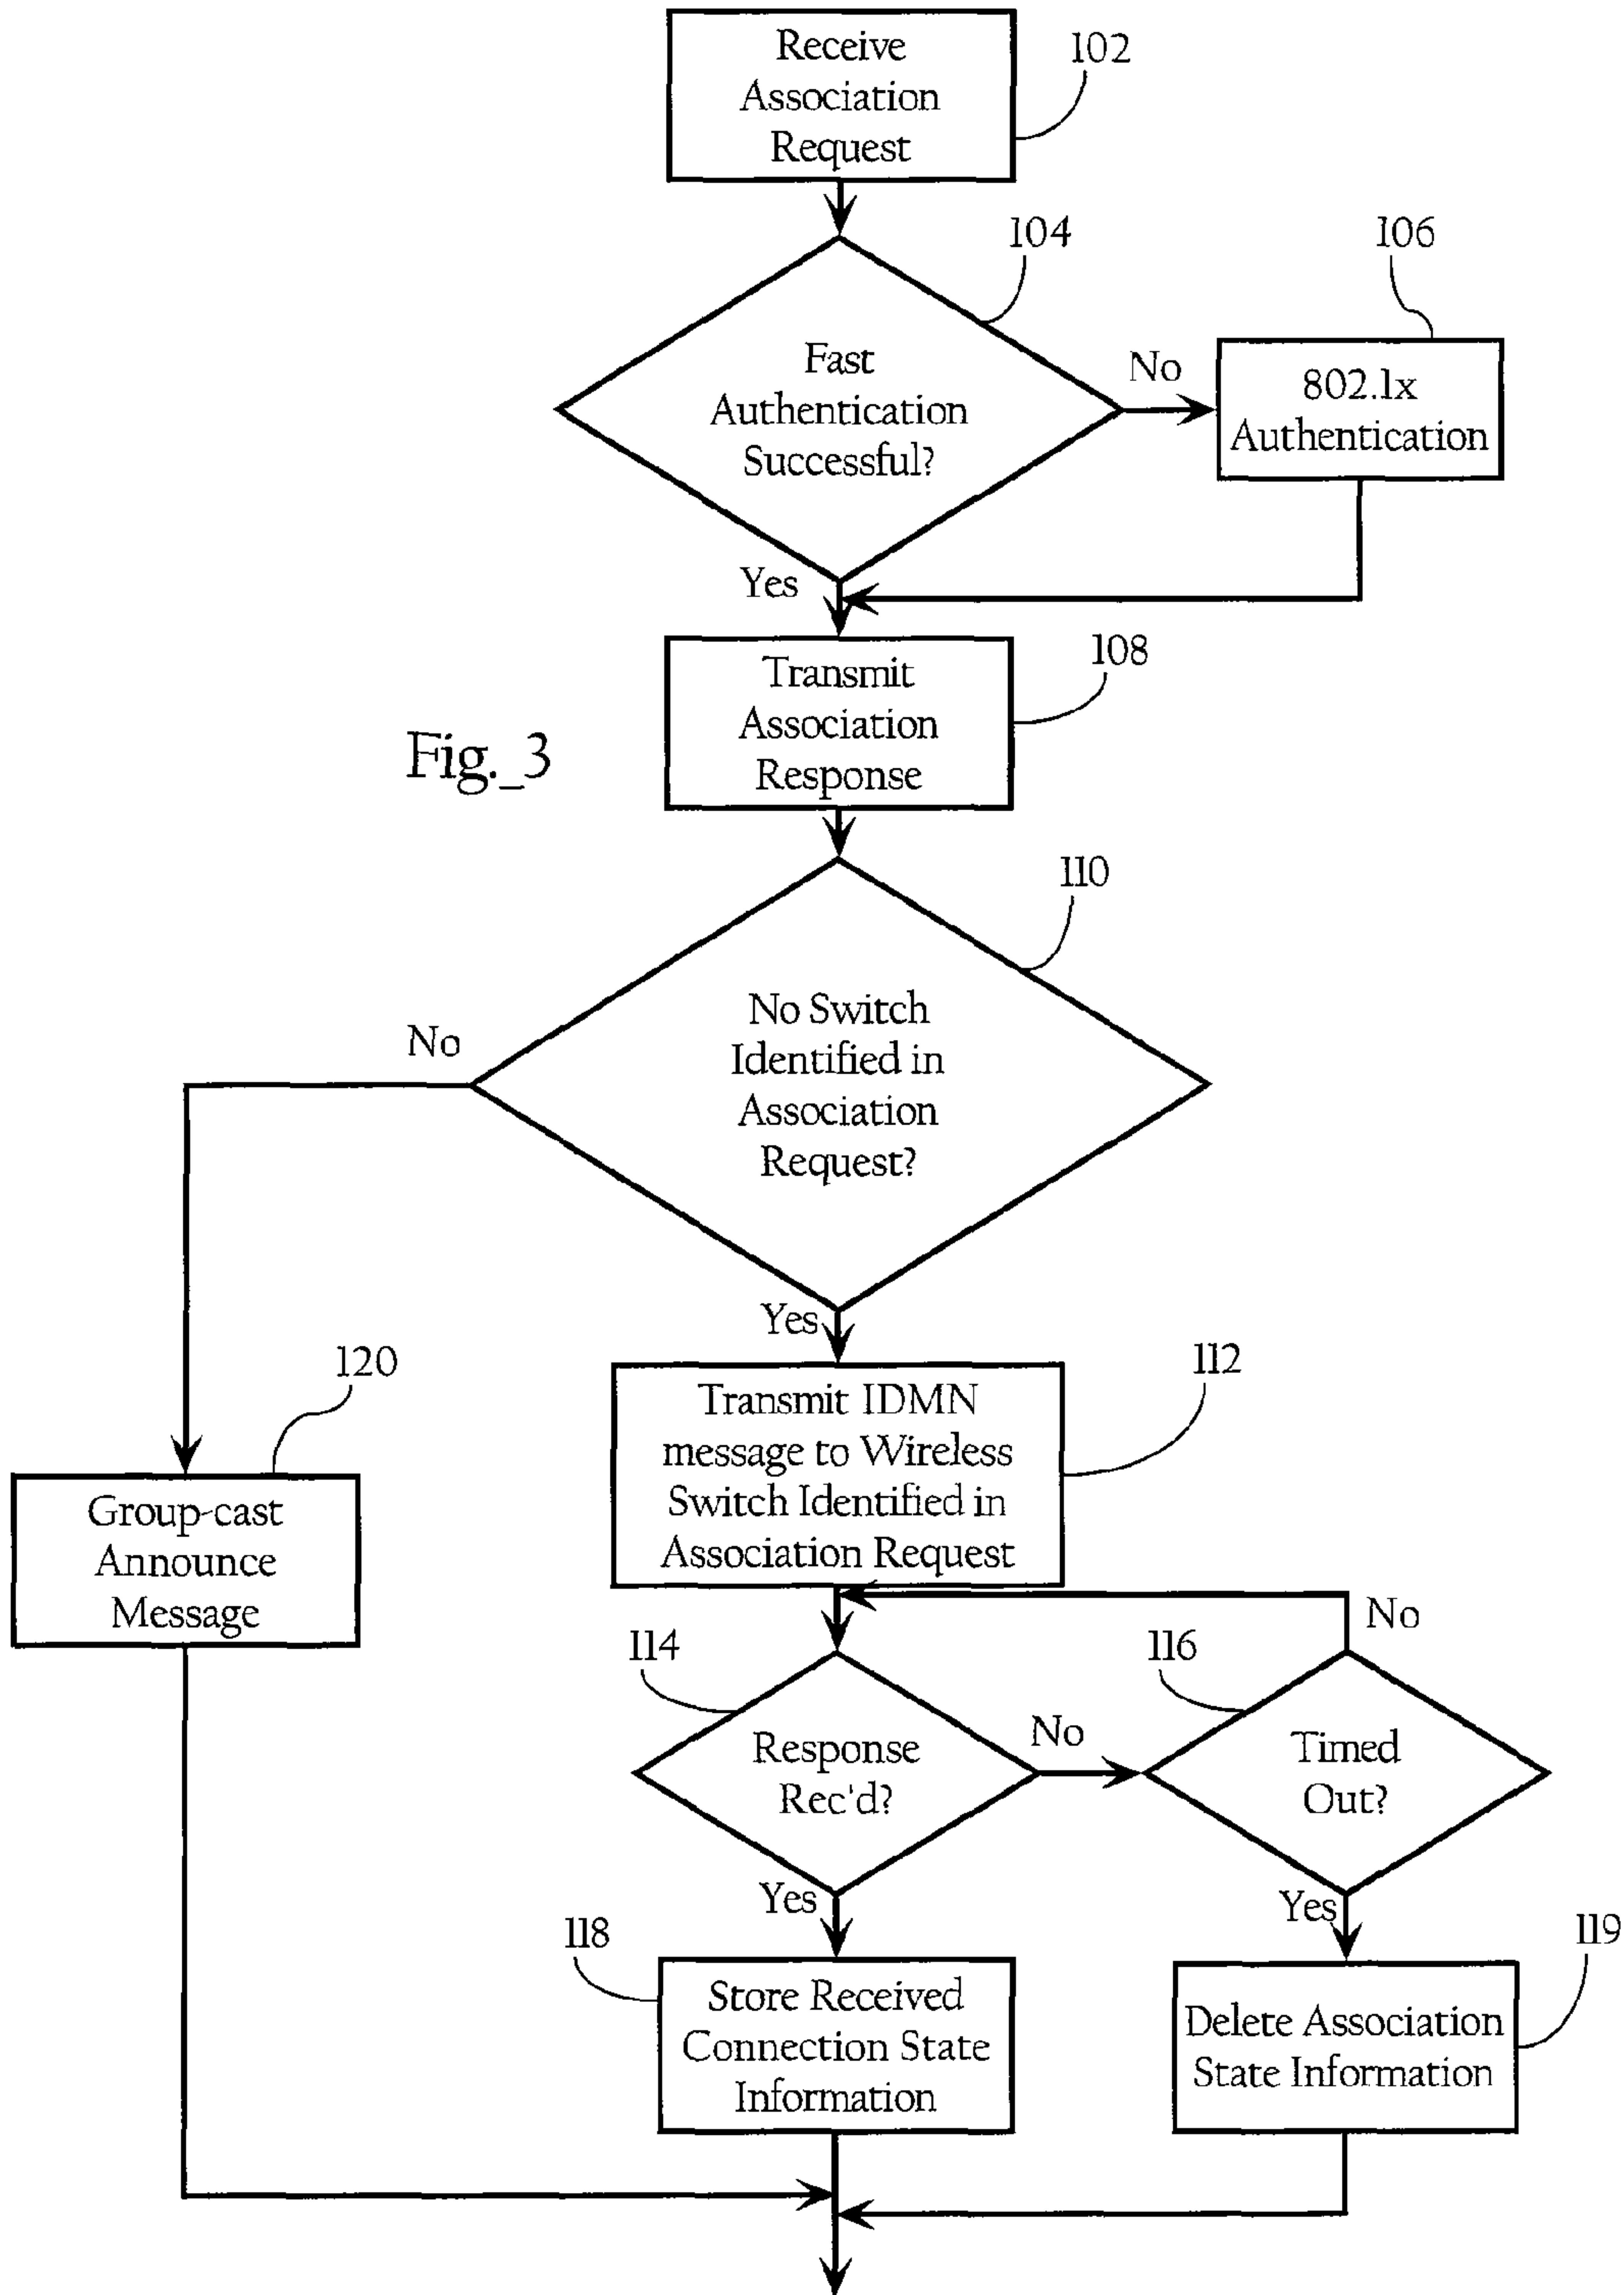 Receive
Association
Request
102
104
Fast
Authentication
Successful?
No
106
802.1x
Authentication
Yes
Transmit
Association
Response
108
Fig._3
110
No Switch
Identified in
Association
Request?
No
Yes
120
Group-cast
Announce
Message
112
Transmit IDMN
message to Wireless
Switch Identified in
Association Request
114
Response
Rec'd?
No
116
Timed
Out?
No
Yes
Yes
118
Store Received
Connection State
Information
119
Delete Association
State Information